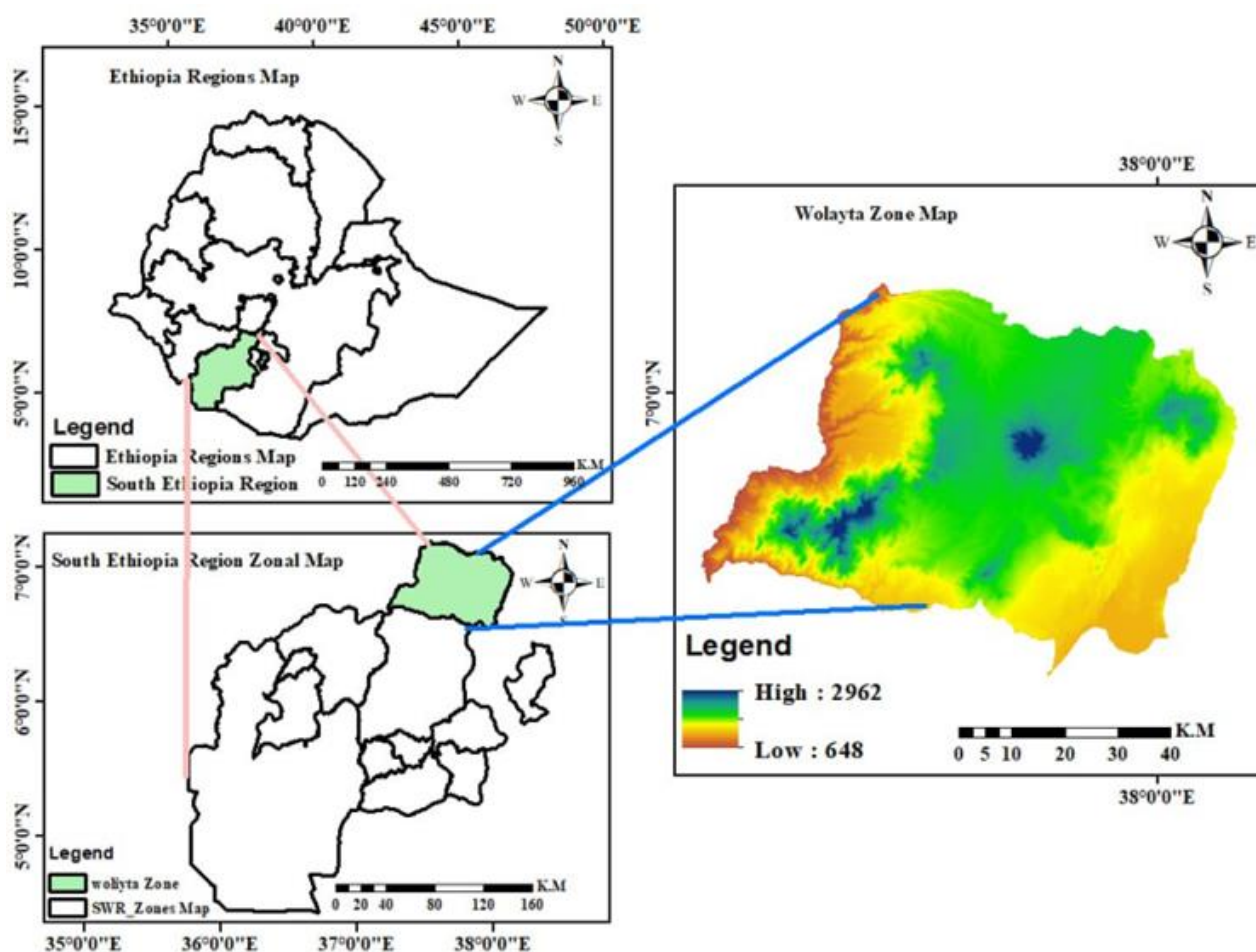 35°0'0"E 40°0'0"E 45°0'0"E 50°0'0"E
Ethiopia Regions Map
N
W E
S
15°0'0"N
10°0'0"N
5°0'0"N
Legend
Ethiopia Regions Map
South Ethiopia Region
K.M
0 120 240 480 720 960
South Ethiopia Region Zonal Map
N
W E
7°0'0"N
6°0'0"N
5°0'0"N
Legend
woliyta Zone
SWR_Zones Map
K.M
0 20 40 80 120 160
35°0'0"E 36°0'0"E 37°0'0"E 38°0'0"E
38°0'0"E
Wolayta Zone Map
N
W E
S
7°0'0"N
Legend
High : 2962
Low : 648
K.M
0 5 10 20 30 40
38°0'0"E